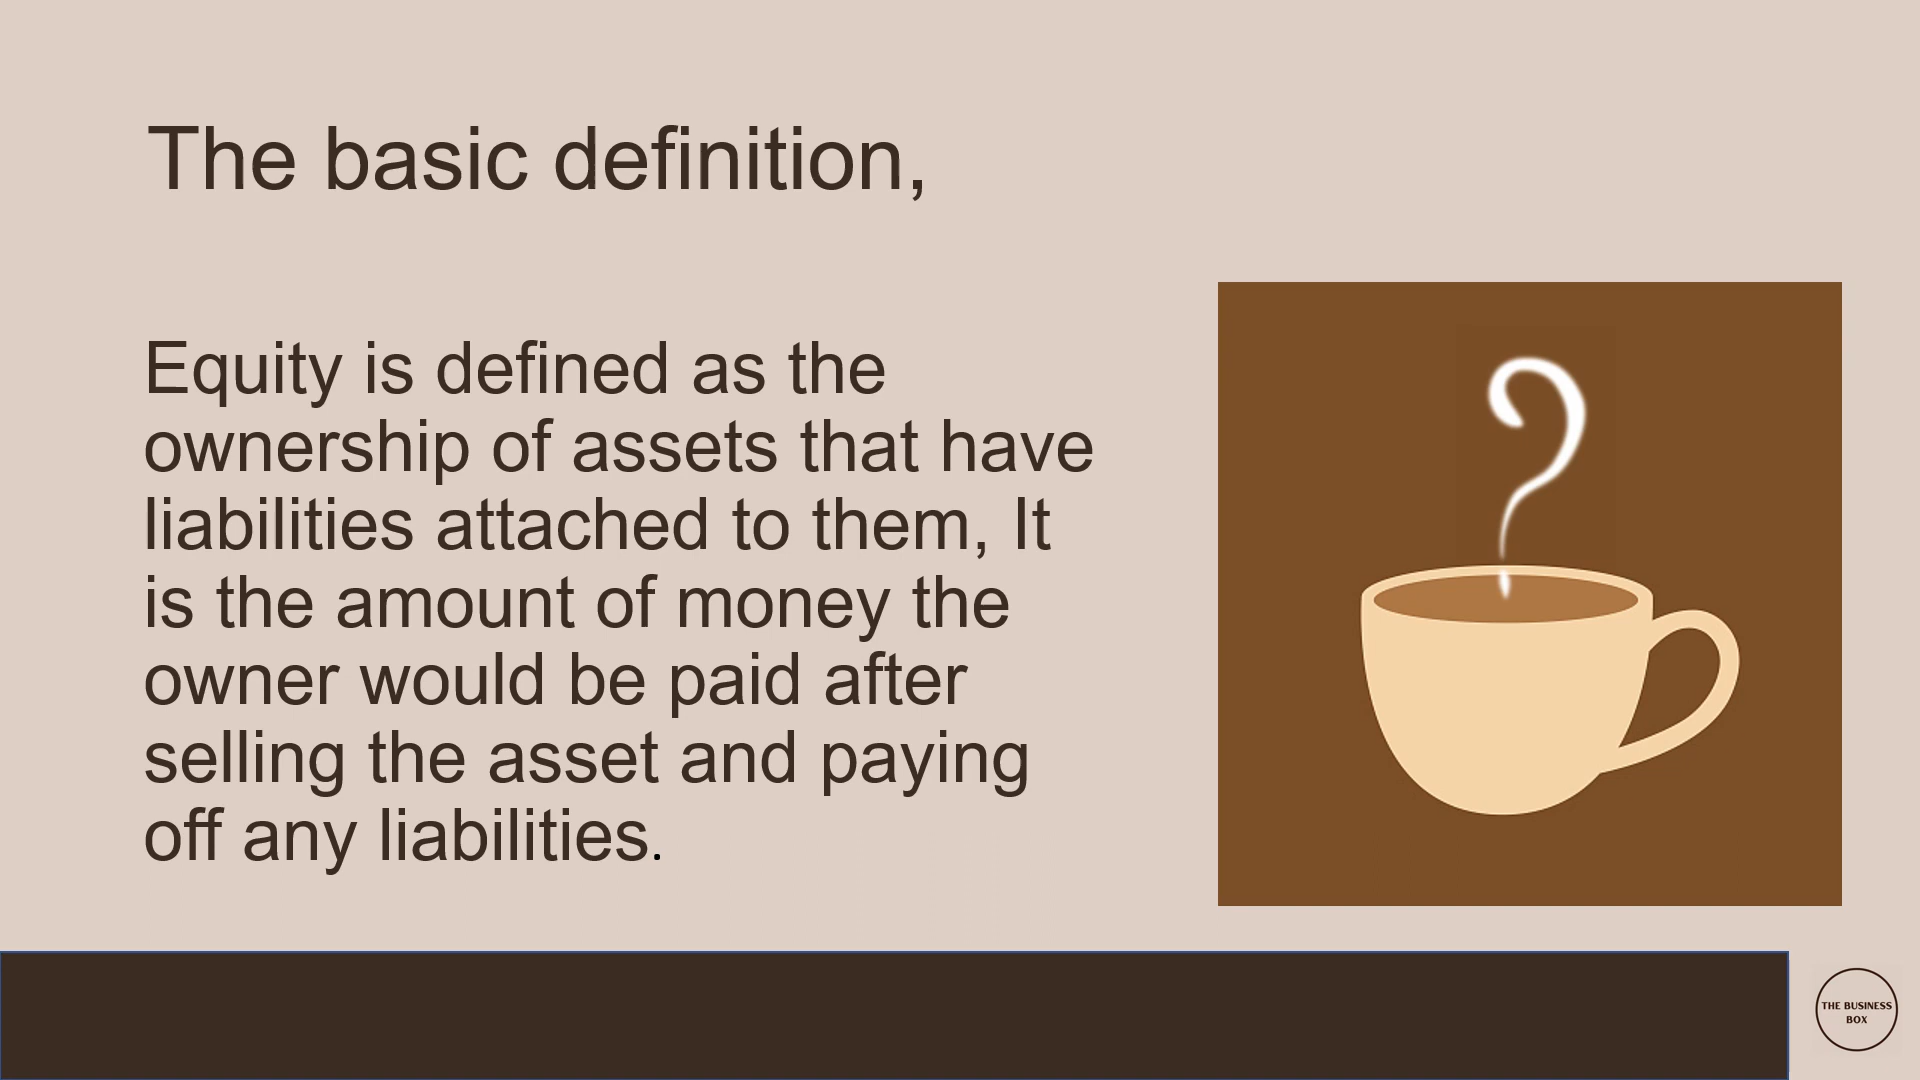 The basic definition,
Equity is defined as the
ownership of assets that have
liabilities attached to them, It
is the amount of money the
owner would be paid after
selling the asset and paying
off any liabilities.
THE BUSINESS
BOX